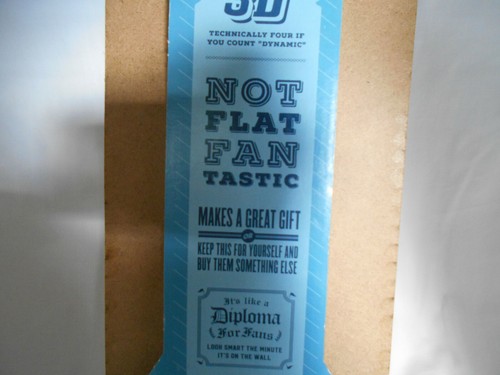 3D
TECHNICALLY FOUR IF
YOU COUNT "DYNAMIC"
NOT
FLAT
FAN
TASTIC
MAKES A GREAT GIFT
OR
KEEP THIS FOR YOURSELF AND
BUY THEM SOMETHING ELSE
It's like a
Diploma
For Fans
LOOK SMART THE MINUTE
IT'S ON THE WALL